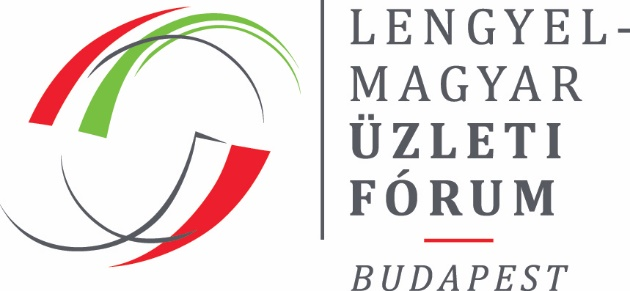 LENGYEL-
MAGYAR
ÜZLETI
FÓRUM
BUDAPEST